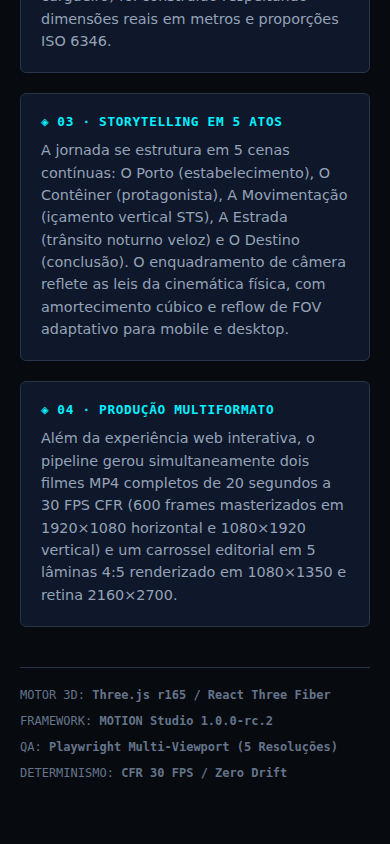 dimensões reais em metros e proporções
ISO 6346.
◈ 03 · STORYTELLING EM 5 ATOS
A jornada se estrutura em 5 cenas
contínuas: O Porto (estabelecimento), O
Contêiner (protagonista), A Movimentação
(içamento vertical STS), A Estrada
(trânsito noturno veloz) e O Destino
(conclusão). O enquadramento de câmera
reflete as leis da cinemática física, com
amortecimento cúbico e reflow de FOV
adaptativo para mobile e desktop.
◈ 04 · PRODUÇÃO MULTIFORMATO
Além da experiência web interativa, o
pipeline gerou simultaneamente dois
filmes MP4 completos de 20 segundos a
30 FPS CFR (600 frames masterizados em
1920×1080 horizontal e 1080×1920
vertical) e um carrossel editorial em 5
lâminas 4:5 renderizado em 1080×1350 e
retina 2160×2700.
MOTOR 3D: Three.js r165 / React Three Fiber
FRAMEWORK: MOTION Studio 1.0.0-rc.2
QA: Playwright Multi-Viewport (5 Resoluções)
DETERMINISMO: CFR 30 FPS / Zero Drift